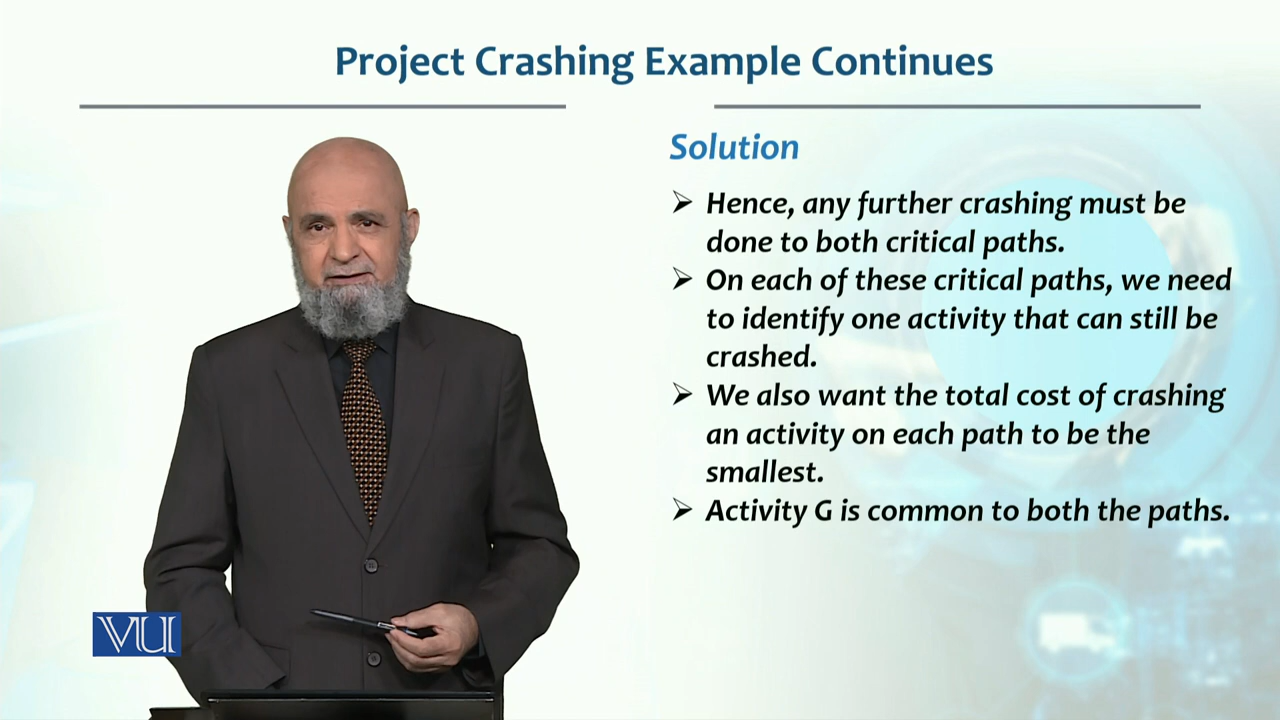 Project Crashing Example Continues
Solution
➢ Hence, any further crashing must be
done to both critical paths.
➢ On each of these critical paths, we need
to identify one activity that can still be
crashed.
➢ We also want the total cost of crashing
an activity on each path to be the
smallest.
➢ Activity G is common to both the paths.
VU